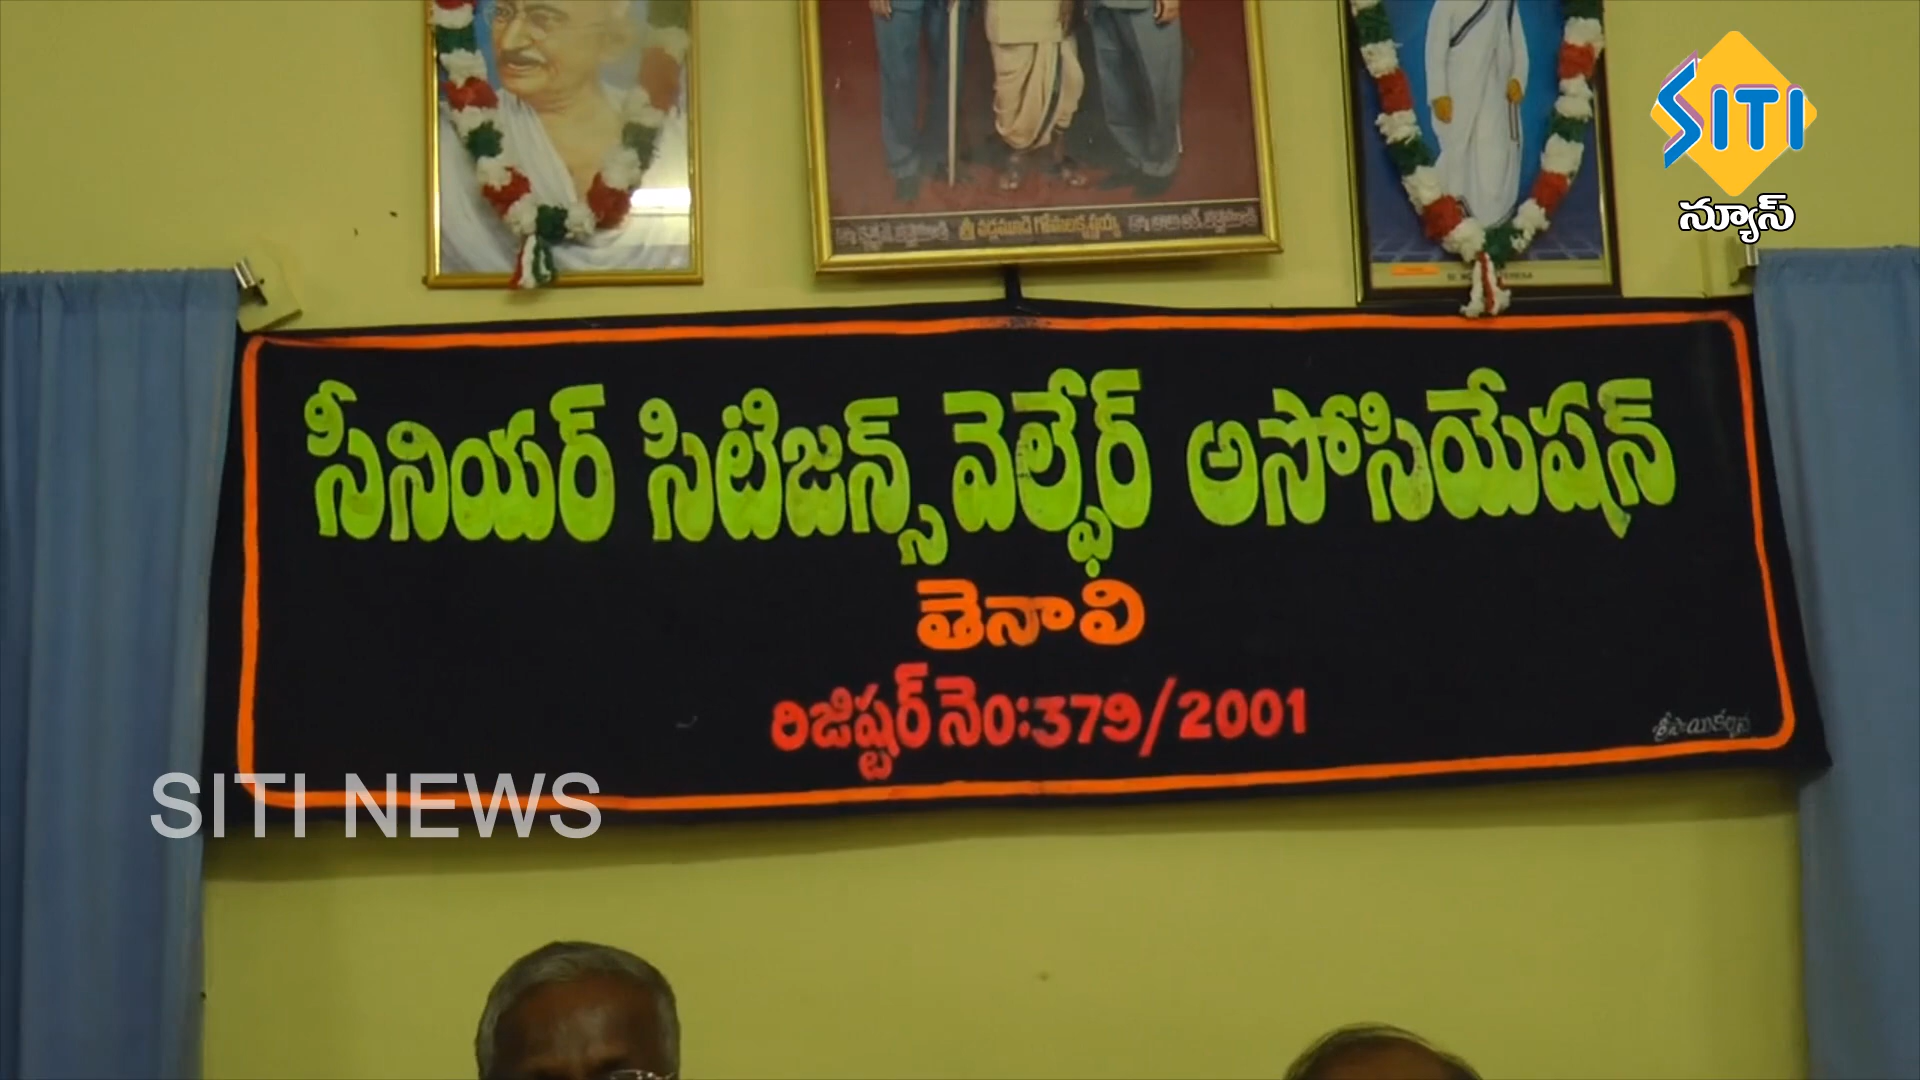 SITI
న్యూస్
సీనియర్ సిటిజన్స్ వెల్ఫేర్ అసోసియేషన్
తెనాలి
రిజిష్టర్ నెం:379/2001
SITI NEWS